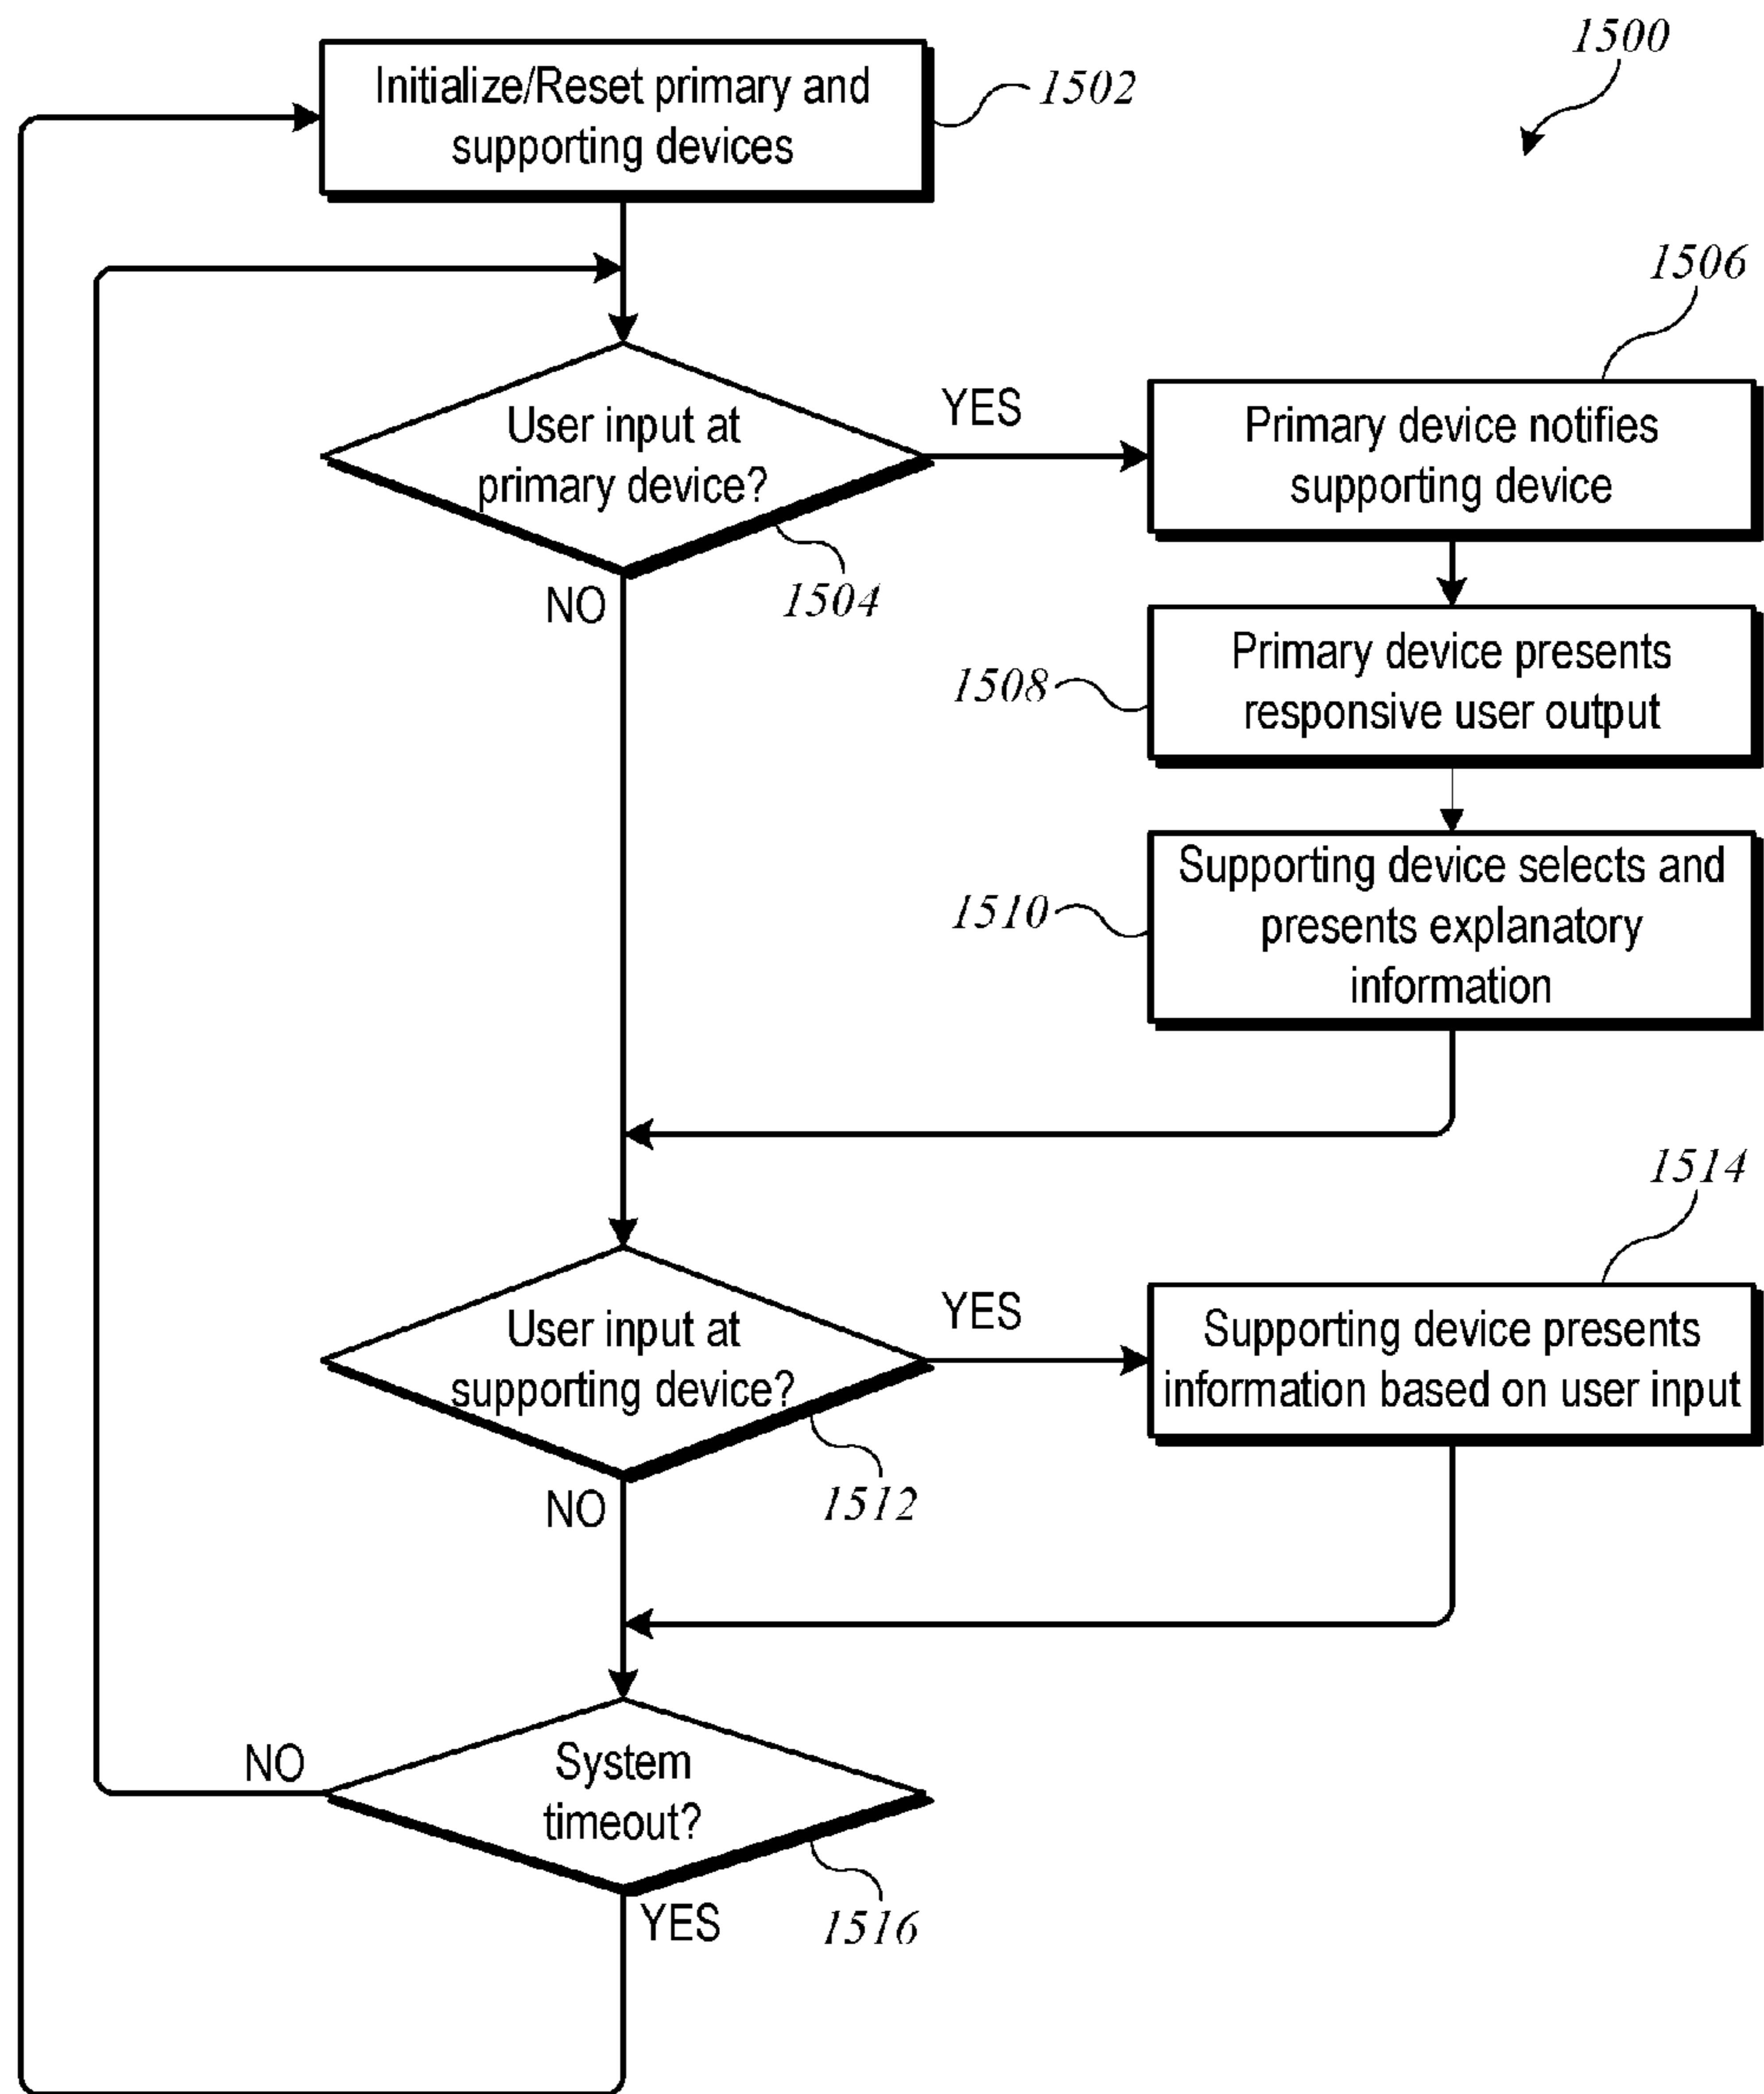 1500
Initialize/Reset primary and
supporting devices
1502
1506
User input at
primary device?
YES
NO
1504
Primary device notifies
supporting device
1508
Primary device presents
responsive user output
1510
Supporting device selects and
presents explanatory
information
1514
User input at
supporting device?
YES
NO
1512
Supporting device presents
information based on user input
NO
System
timeout?
YES
1516